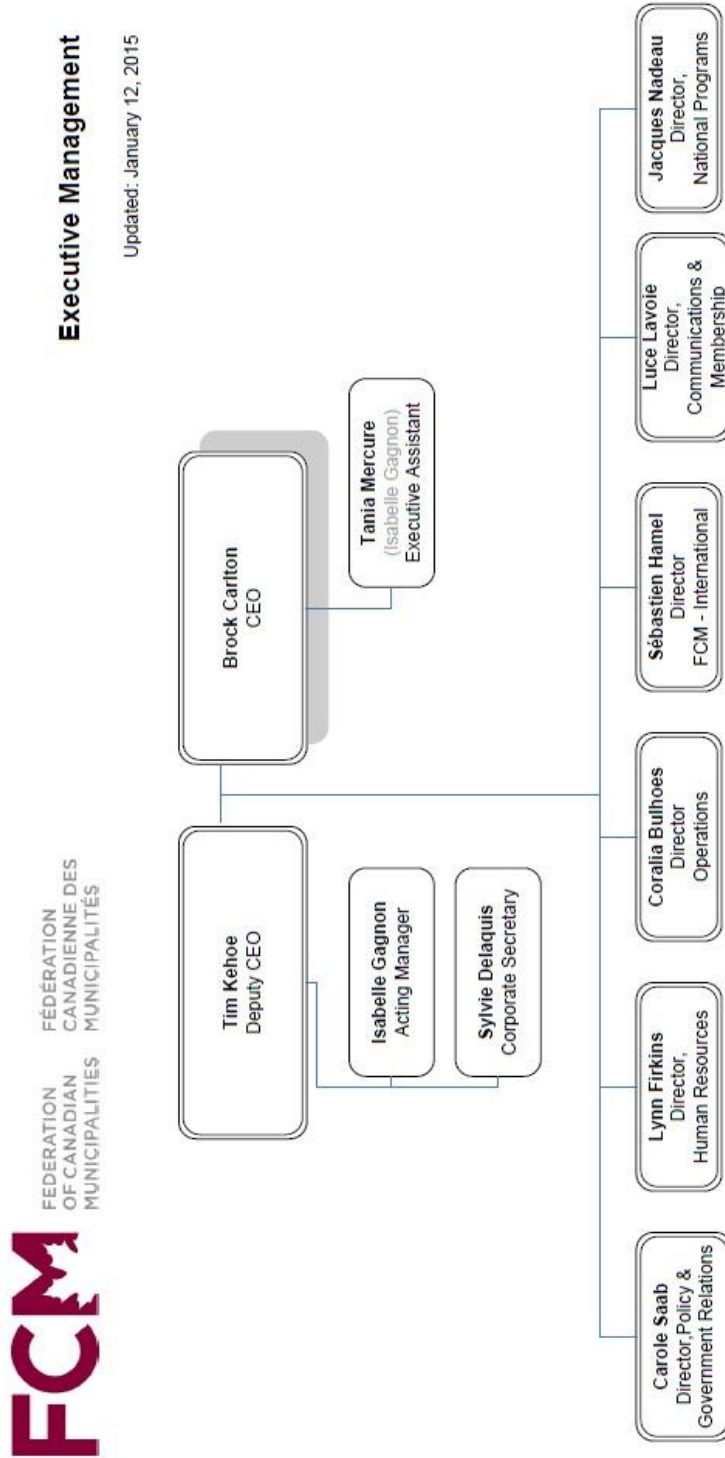 FCM
FEDERATION
OF CANADIAN
MUNICIPALITIES
FÉDÉRATION
CANADIENNE DES
MUNICIPALITÉS
Executive Management
Updated: January 12, 2015
Tim Kehoe
Deputy CEO
Brock Carlton
CEO
Isabelle Gagnon
Acting Manager
Sylvie Delaquis
Corporate Secretary
Tania Mercure
(Isabelle Gagnon)
Executive Assistant
Carole Saab
Director,Policy &
Government Relations
Lynn Firkins
Director,
Human Resources
Coralia Bulhoes
Director
Operations
Sébastien Hamel
Director
FCM - International
Luce Lavoie
Director,
Communications &
Membership
Jacques Nadeau
Director,
National Programs